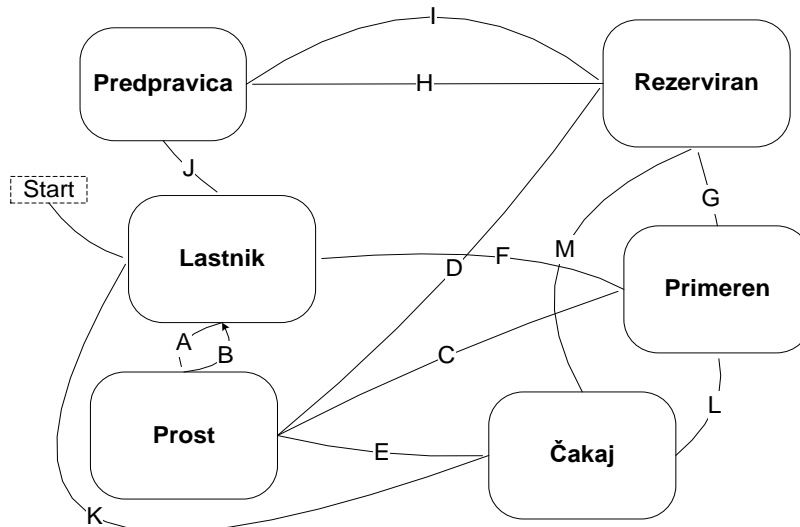 I
Predpravica
H
Rezerviran
J
Start
G
Lastnik
M
F
D
Primeren
A
B
C
L
Prost
E
Čakaj
K